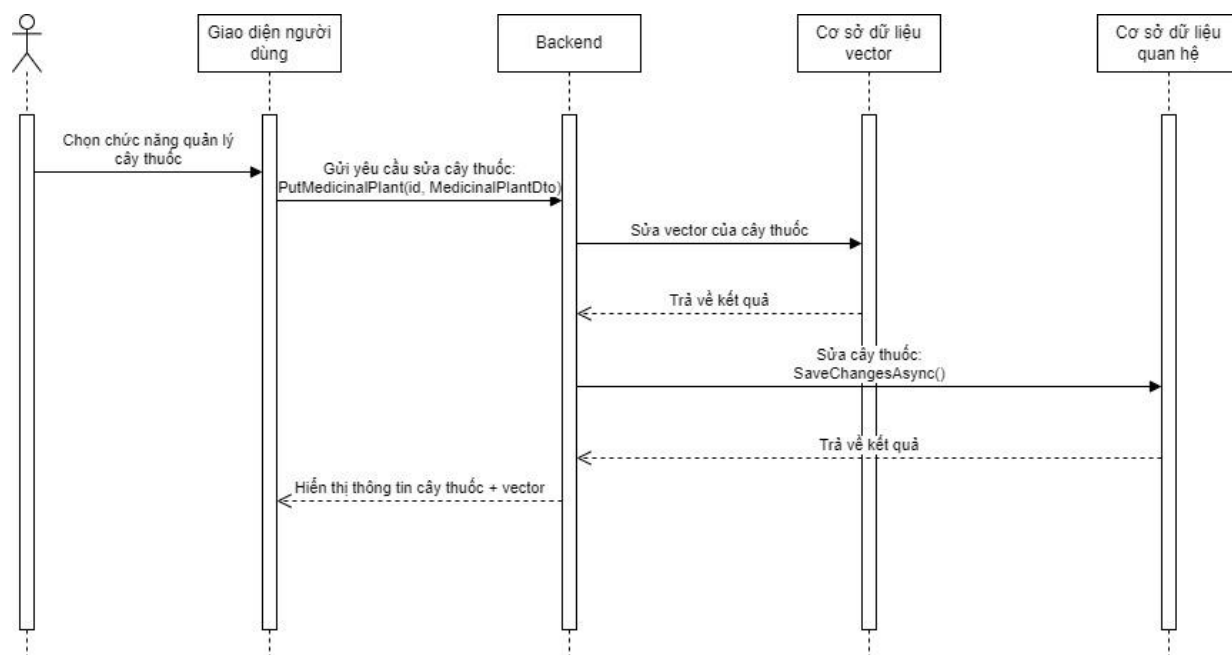 Giao diện người
dùng
Backend
Cơ sở dữ liệu
vector
Cơ sở dữ liệu
quan hệ
Chọn chức năng quản lý
cây thuốc
Gửi yêu cầu sửa cây thuốc:
PutMedicinalPlant(id, MedicinalPlantDto)
Sửa vector của cây thuốc
Trả về kết quả
Sửa cây thuốc:
SaveChangesAsync()
Trả về kết quả
Hiển thị thông tin cây thuốc + vector